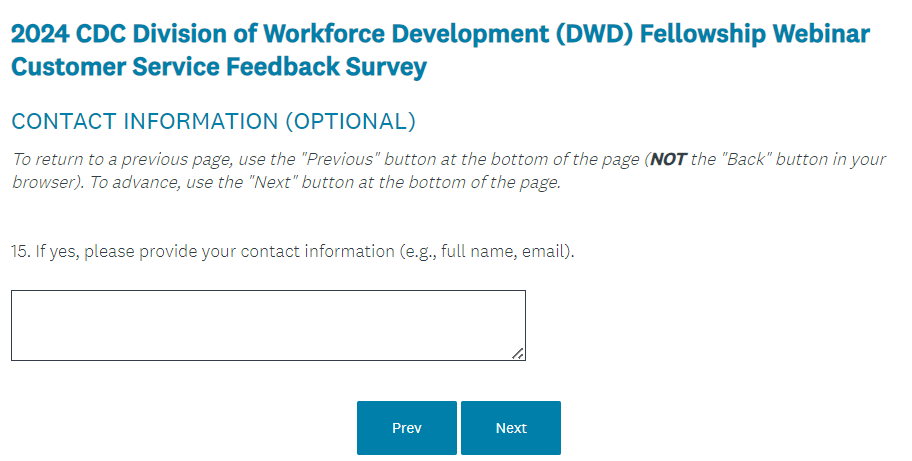 2024 CDC Division of Workforce Development (DWD) Fellowship Webinar
Customer Service Feedback Survey
CONTACT INFORMATION (OPTIONAL)
To return to a previous page, use the "Previous" button at the bottom of the page (NOT the "Back" button in your
browser). To advance, use the "Next" button at the bottom of the page.
15. If yes, please provide your contact information (e.g., full name, email).
Prev
Next